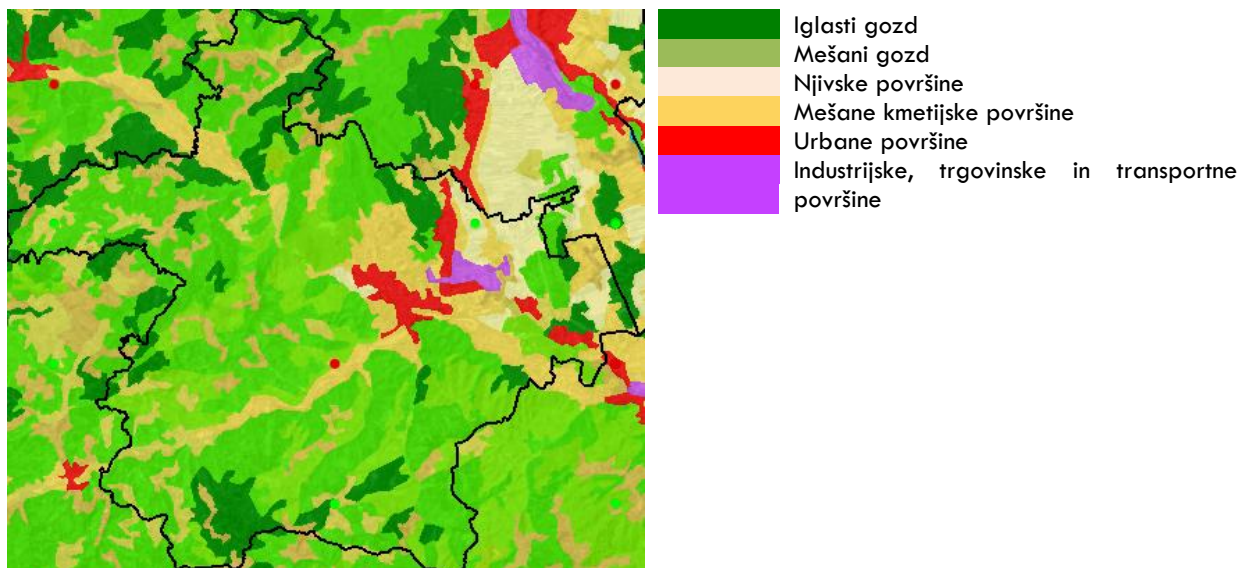 Iglasti gozd
Mešani gozd
Njivske površine
Mešane kmetijske površine
Urbane površine
Industrijske, trgovinske in transportne
površine